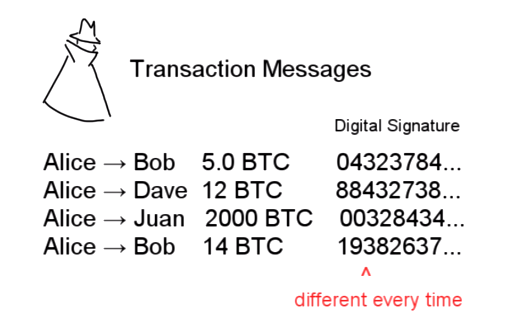 Transaction Messages
Digital Signature
Alice → Bob 5.0 BTC 04323784...
Alice → Dave 12 BTC 88432738...
Alice → Juan 2000 BTC 00328434...
Alice → Bob 14 BTC 19382637...
^
different every time